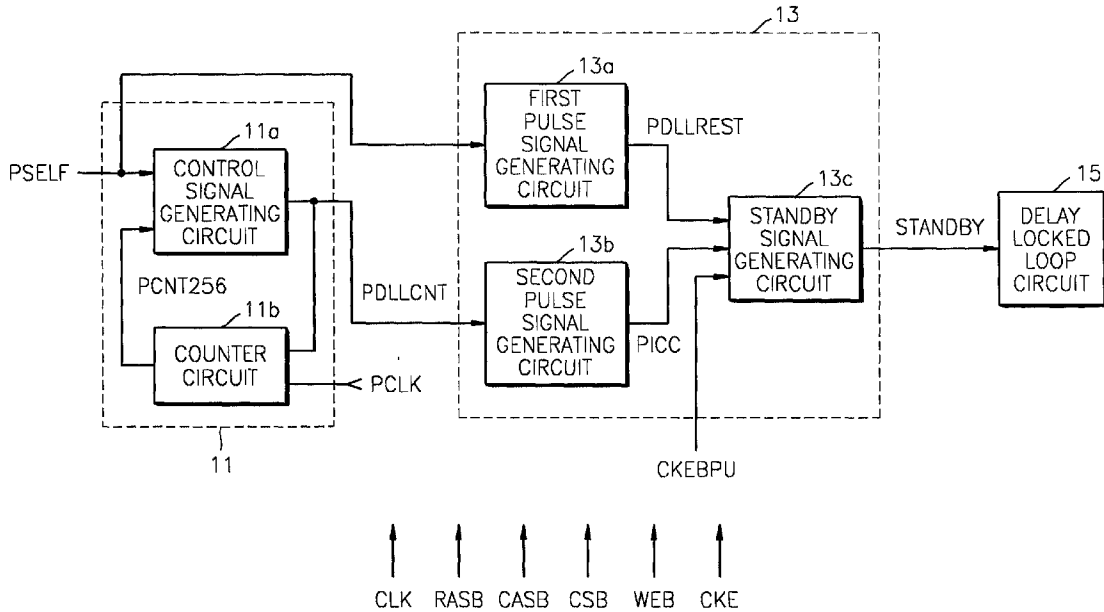 13
13a
FIRST
PULSE
SIGNAL
GENERATING
CIRCUIT
PDLLREST
11a
PSELF
CONTROL
SIGNAL
GENERATING
CIRCUIT
13c
STANDBY
SIGNAL
GENERATING
CIRCUIT
STANDBY
15
DELAY
LOCKED
LOOP
CIRCUIT
PCNT256
PDLLCNT
13b
SECOND
PULSE
SIGNAL
GENERATING
CIRCUIT
PICC
11b
COUNTER
CIRCUIT
PCLK
11
CKEBPU
CLK RASB CASB CSB WEB CKE